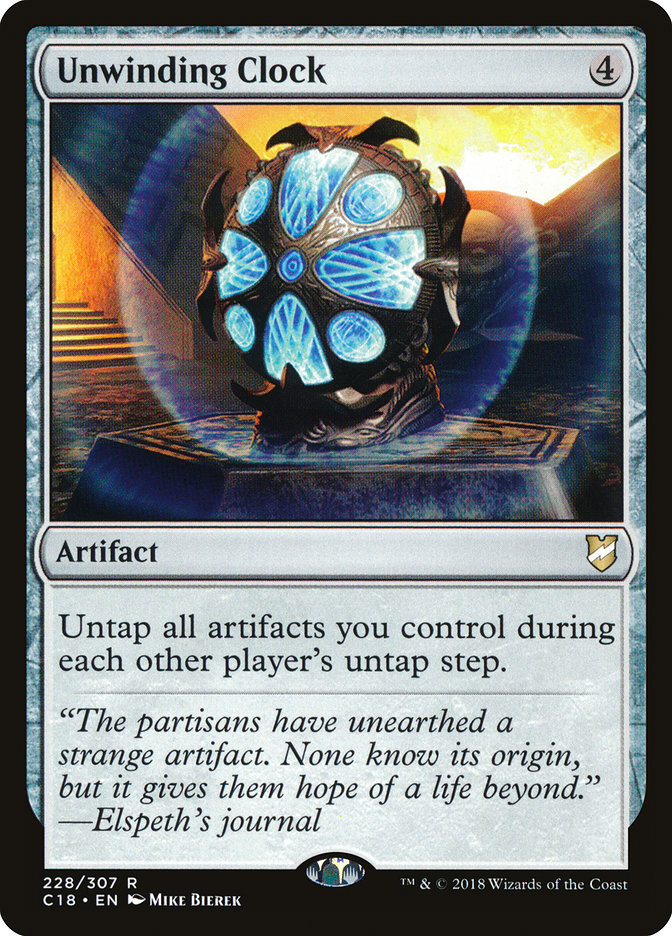 Unwinding Clock 4
Artifact
Untap all artifacts you control during
each other player's untap step.
“The partisans have unearthed a
strange artifact. None know its origin,
but it gives them hope of a life beyond.”
—Elspeth's journal
228/307 R
C18 • EN Mike Bierek
™ & © 2018 Wizards of the Coast